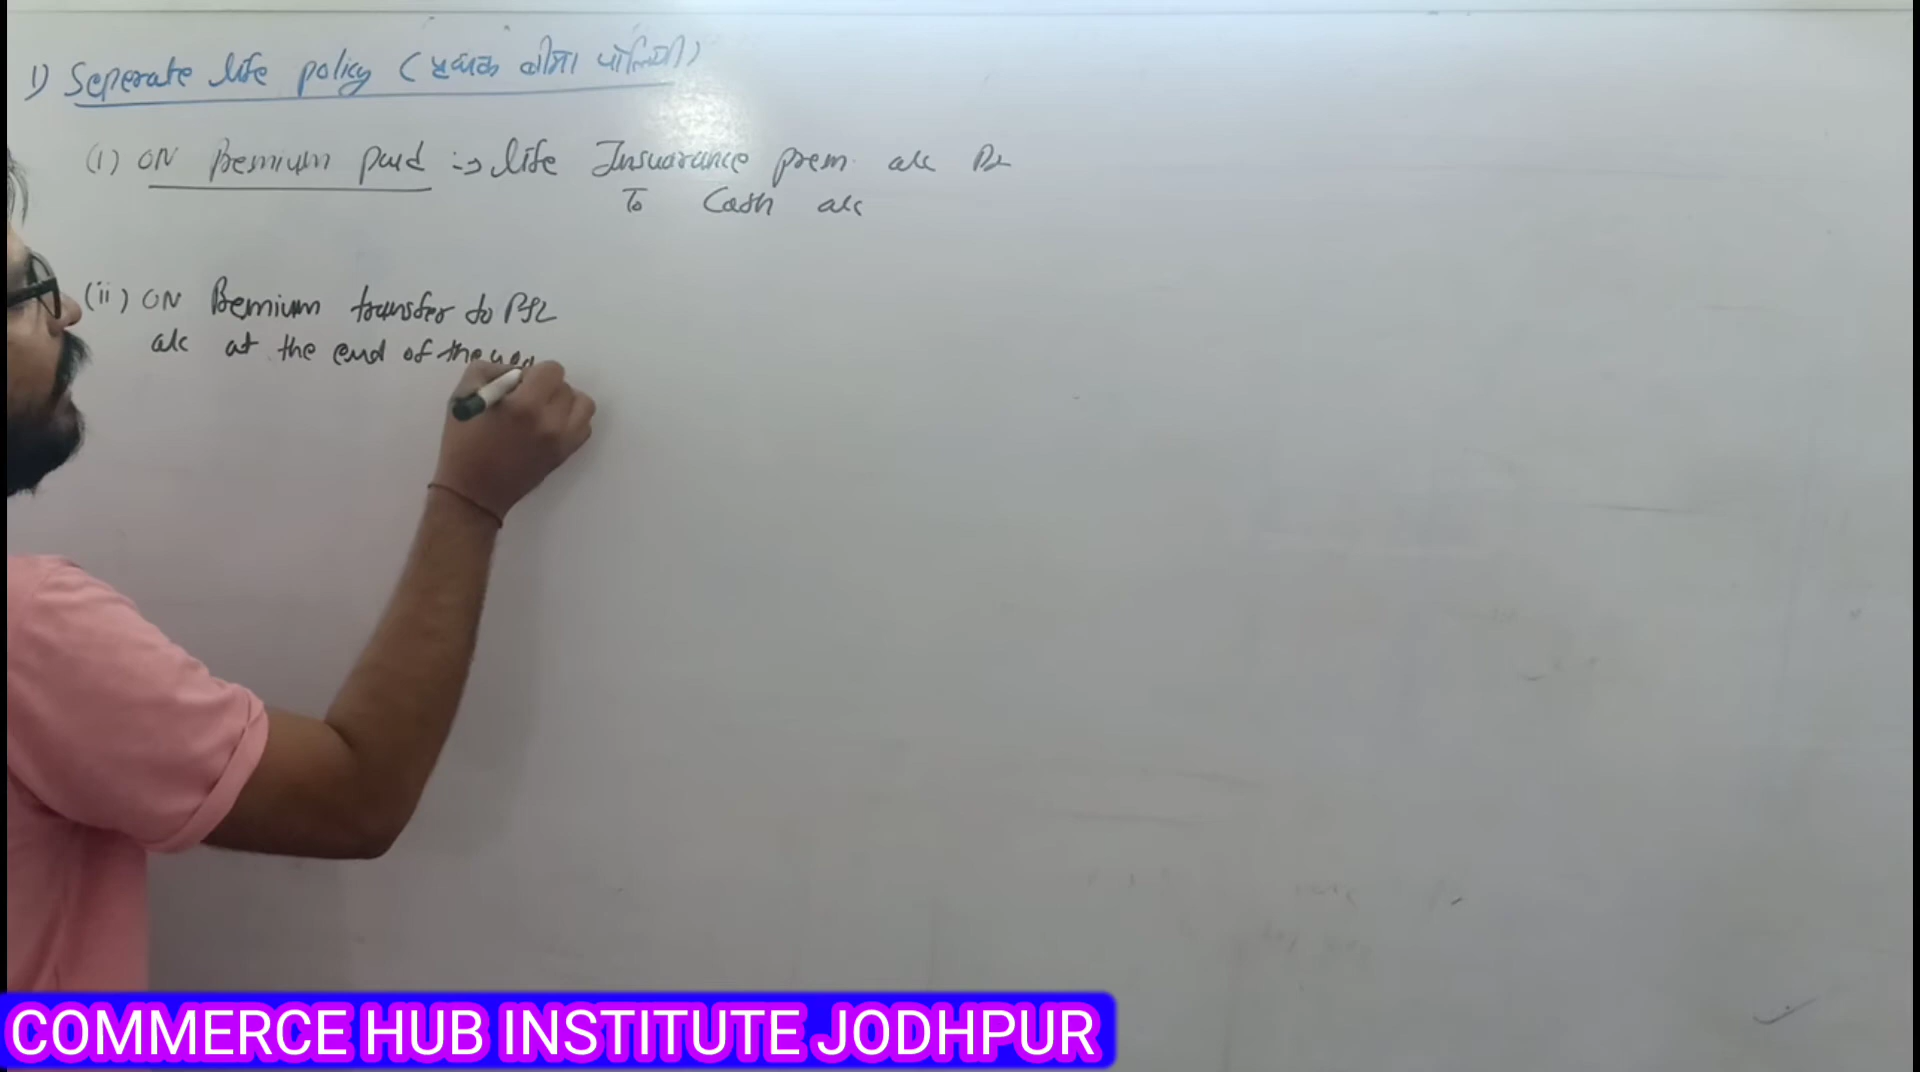 1) Seperate life policy (पृथक बीमा पॉलिसी)
(i) ON Premium paid :-> life Insuarance prem. a/c Dr
To Cash a/c
(ii) ON Premium transfer to P&L
a/c at the end of the
COMMERCE HUB INSTITUTE JODHPUR